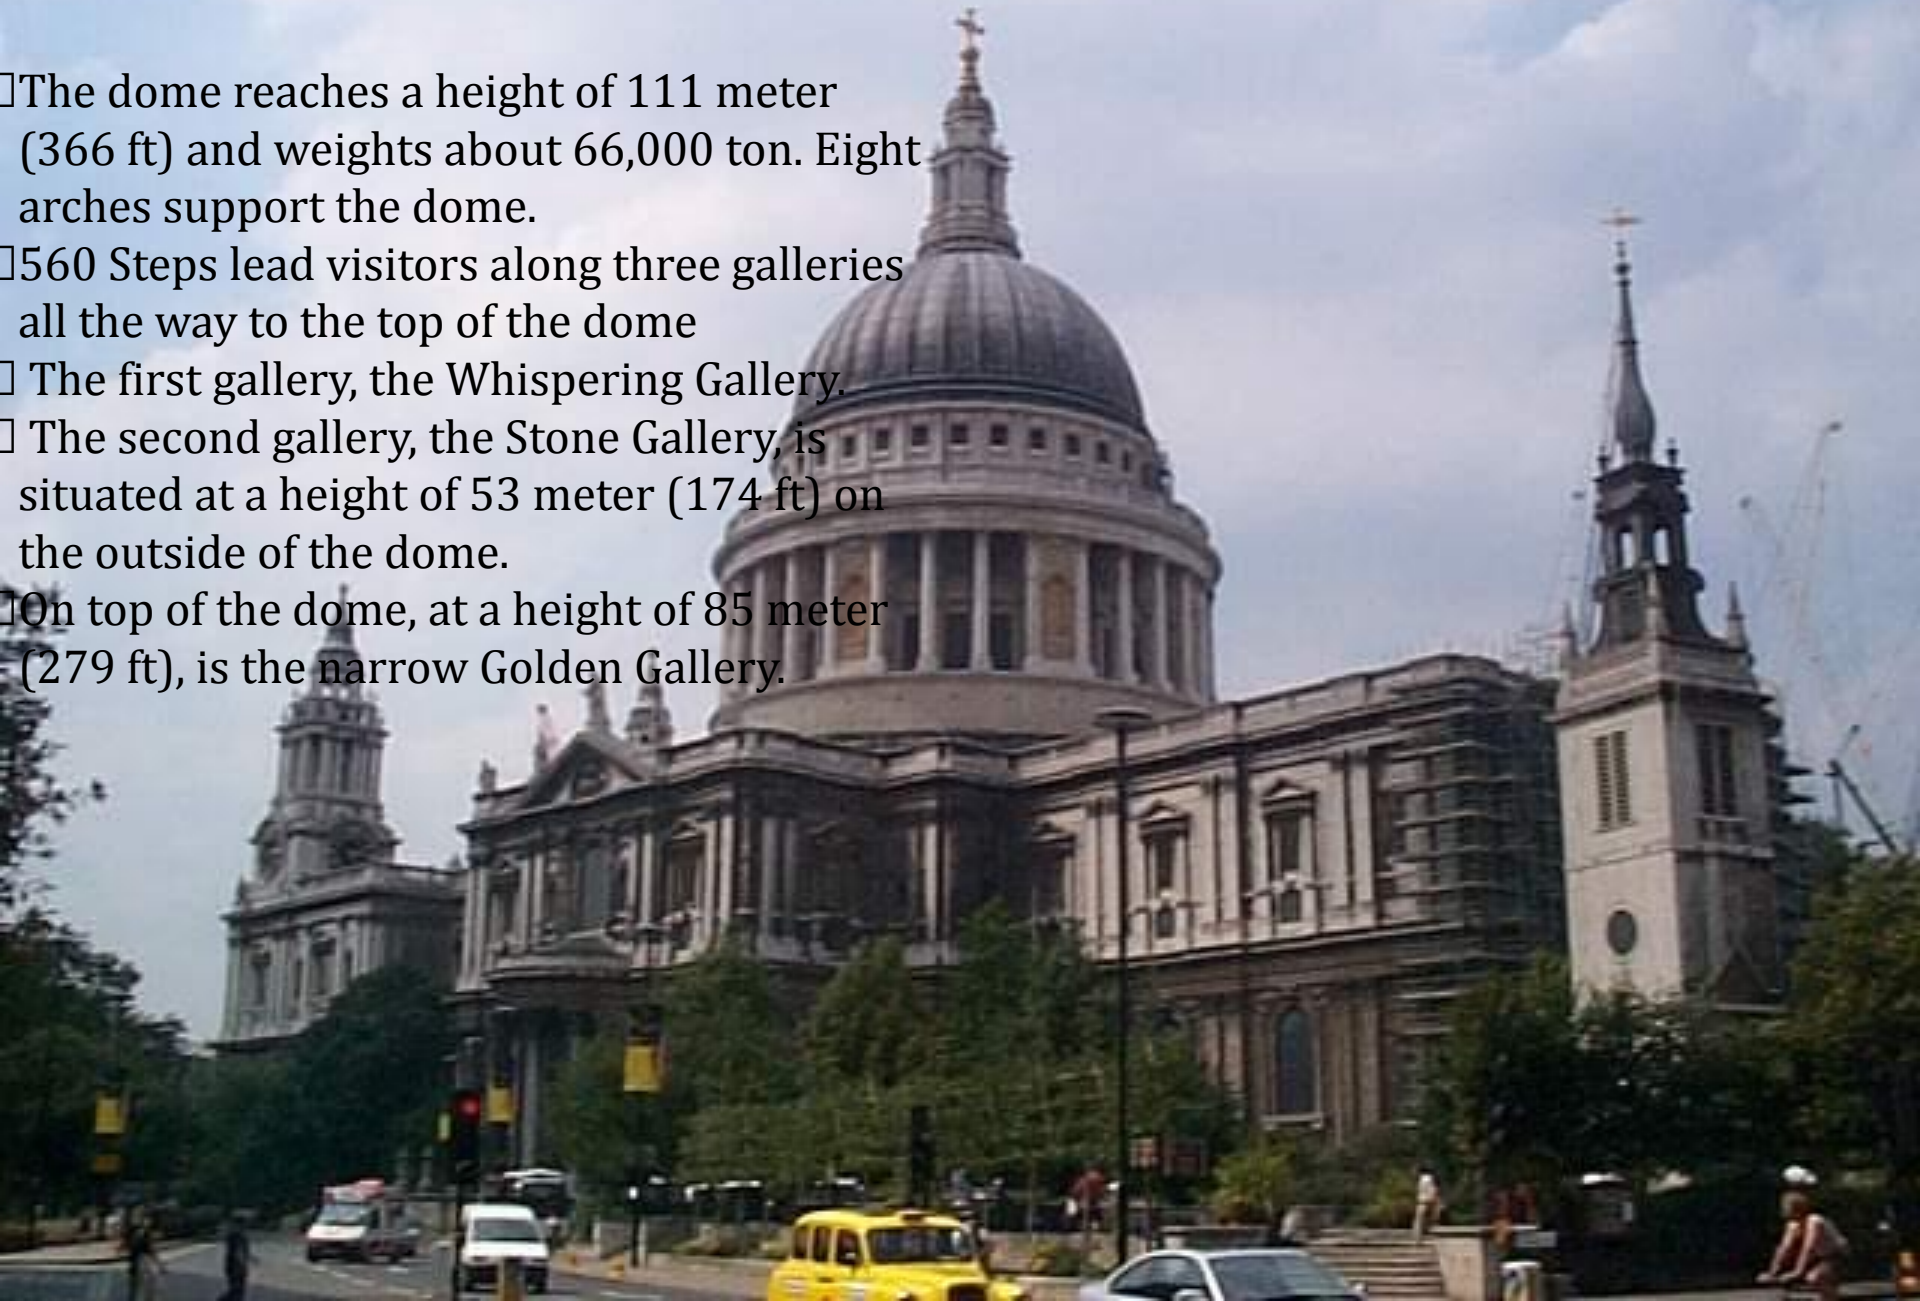 The dome reaches a height of 111 meter
(366 ft) and weights about 66,000 ton. Eight
arches support the dome.
560 Steps lead visitors along three galleries
all the way to the top of the dome
The first gallery, the Whispering Gallery.
The second gallery, the Stone Gallery, is
situated at a height of 53 meter (174 ft) on
the outside of the dome.
On top of the dome, at a height of 85 meter
(279 ft), is the narrow Golden Gallery.